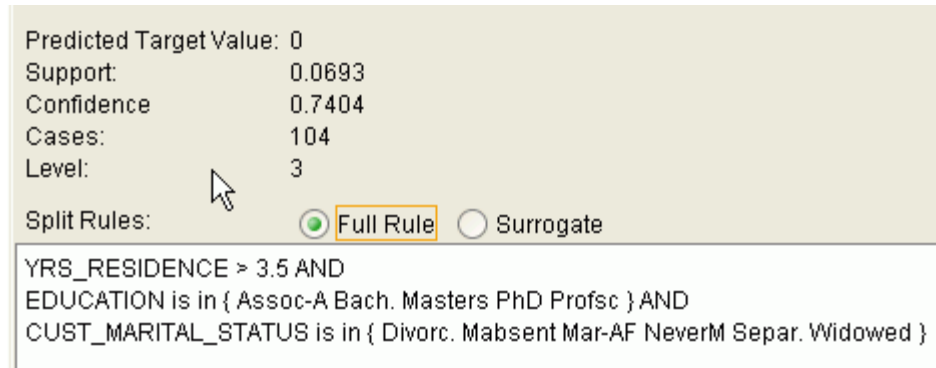 Predicted Target Value: 0
Support: 0.0693
Confidence 0.7404
Cases: 104
Level: 3
Split Rules: Full Rule Surrogate
YRS_RESIDENCE > 3.5 AND
EDUCATION is in { Assoc-A Bach. Masters PhD Profsc } AND
CUST_MARITAL_STATUS is in { Divorc. Mabsent Mar-AF NeverM Separ. Widowed }